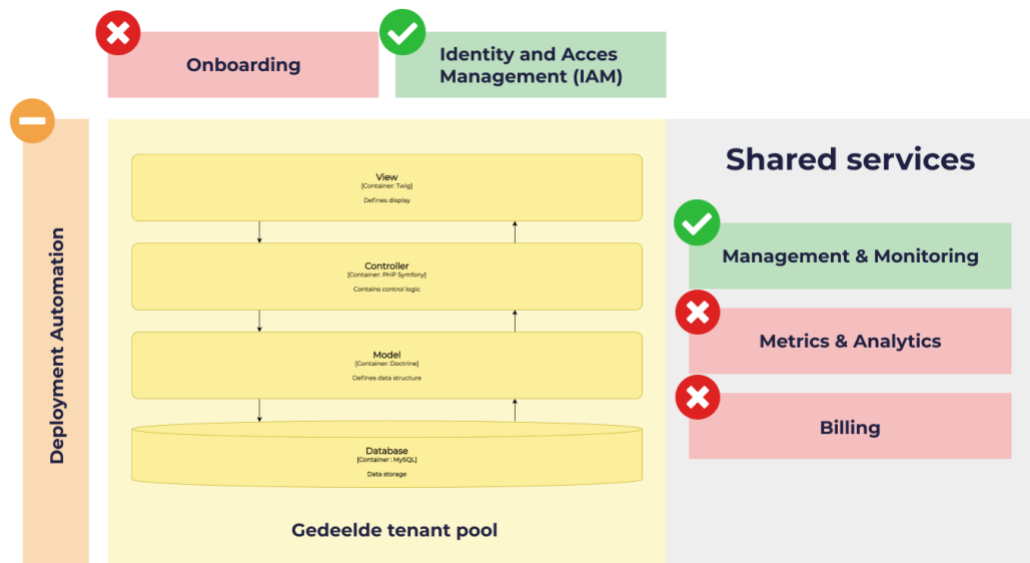 Onboarding
Identity and Acces
Management (IAM)
Deployment Automation
View
[Container: Twig]
Defines display
Controller
[Container: PHP Symfony]
Contains control logic
Model
[Container: Doctrine]
Defines data structure
Database
[Container : MySQL]
Data storage
Gedeelde tenant pool
Shared services
Management & Monitoring
Metrics & Analytics
Billing